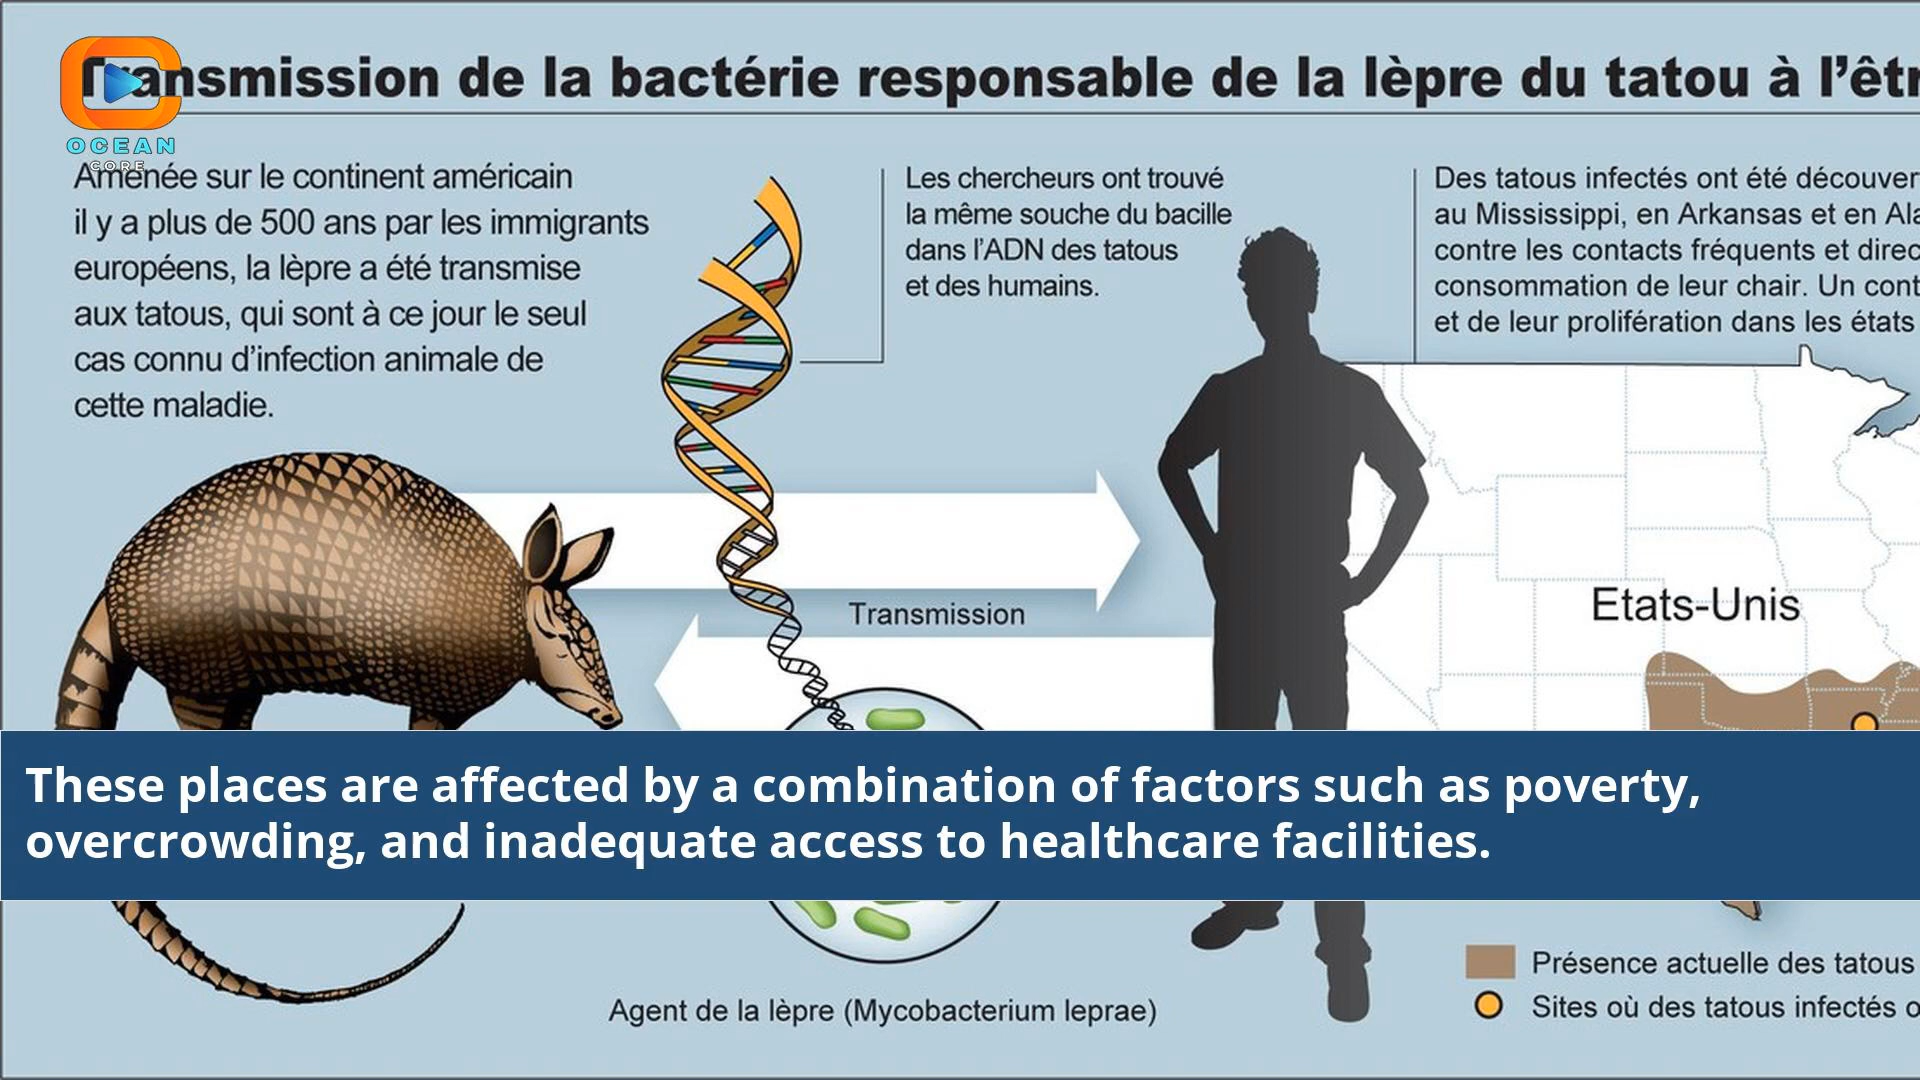 Transmission de la bactérie responsable de la lèpre du tatou à l'êtr
OCEAN
CORE
Amenée sur le continent américain
il y a plus de 500 ans par les immigrants
européens, la lèpre a été transmise
aux tatous, qui sont à ce jour le seul
cas connu d'infection animale de
cette maladie.
Les chercheurs ont trouvé
la même souche du bacille
dans l'ADN des tatous
et des humains.
Des tatous infectés ont été découver
au Mississippi, en Arkansas et en Ala
contre les contacts fréquents et direc
consommation de leur chair. Un cont
et de leur prolifération dans les états
Transmission
Etats-Unis
These places are affected by a combination of factors such as poverty,
overcrowding, and inadequate access to healthcare facilities.
Agent de la lèpre (Mycobacterium leprae)
Présence actuelle des tatous
Sites où des tatous infectés o